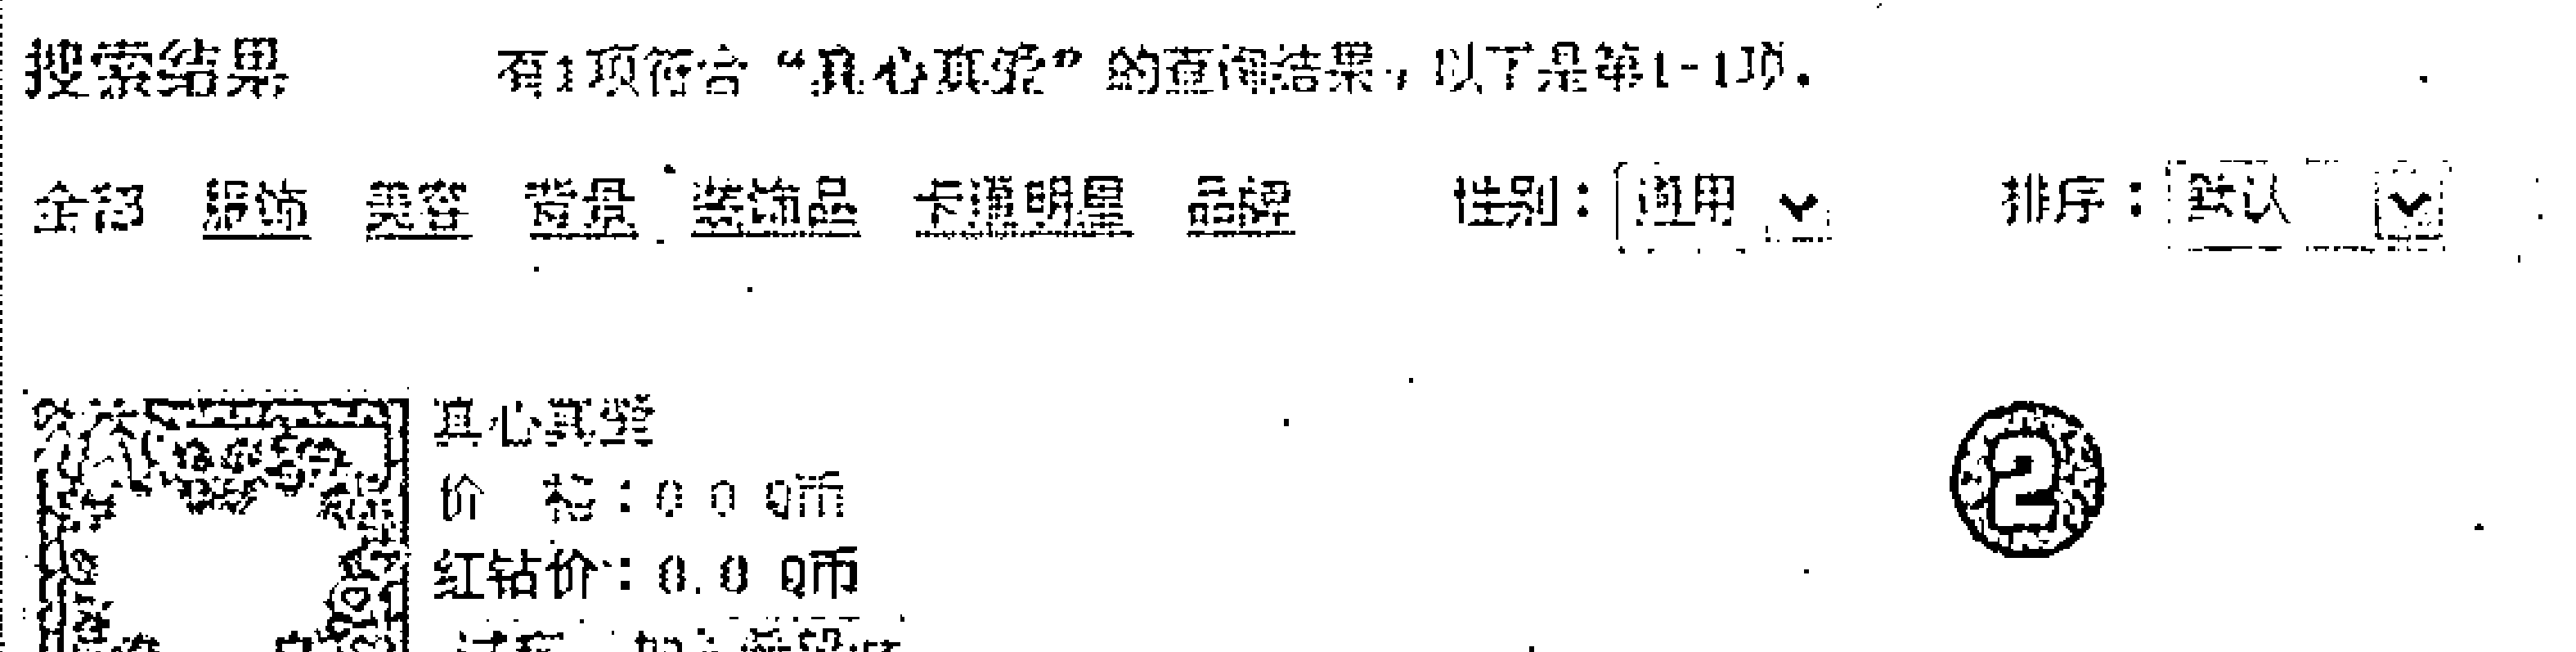 搜索结果 有1项符合“真心真爱”的查询结果，以下是第1-1项.
全部 服饰 美容 背景 装饰品 卡通明星 品牌 性别：通用 排序：默认
真心真爱
价 格：0 0 Q币
2
红钻价：0.0 Q币